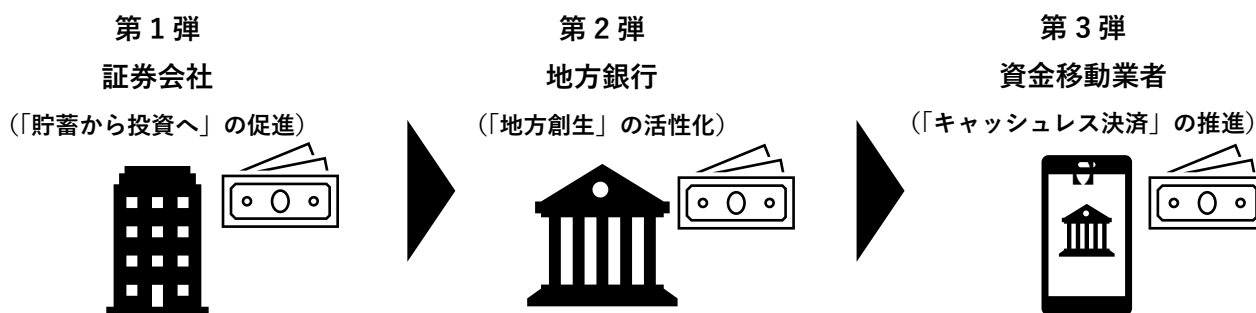 第1弾
証券会社
(「貯蓄から投資へ」の促進)
第2弾
地方銀行
(「地方創生」の活性化)
第3弾
資金移動業者
(「キャッシュレス決済」の推進)